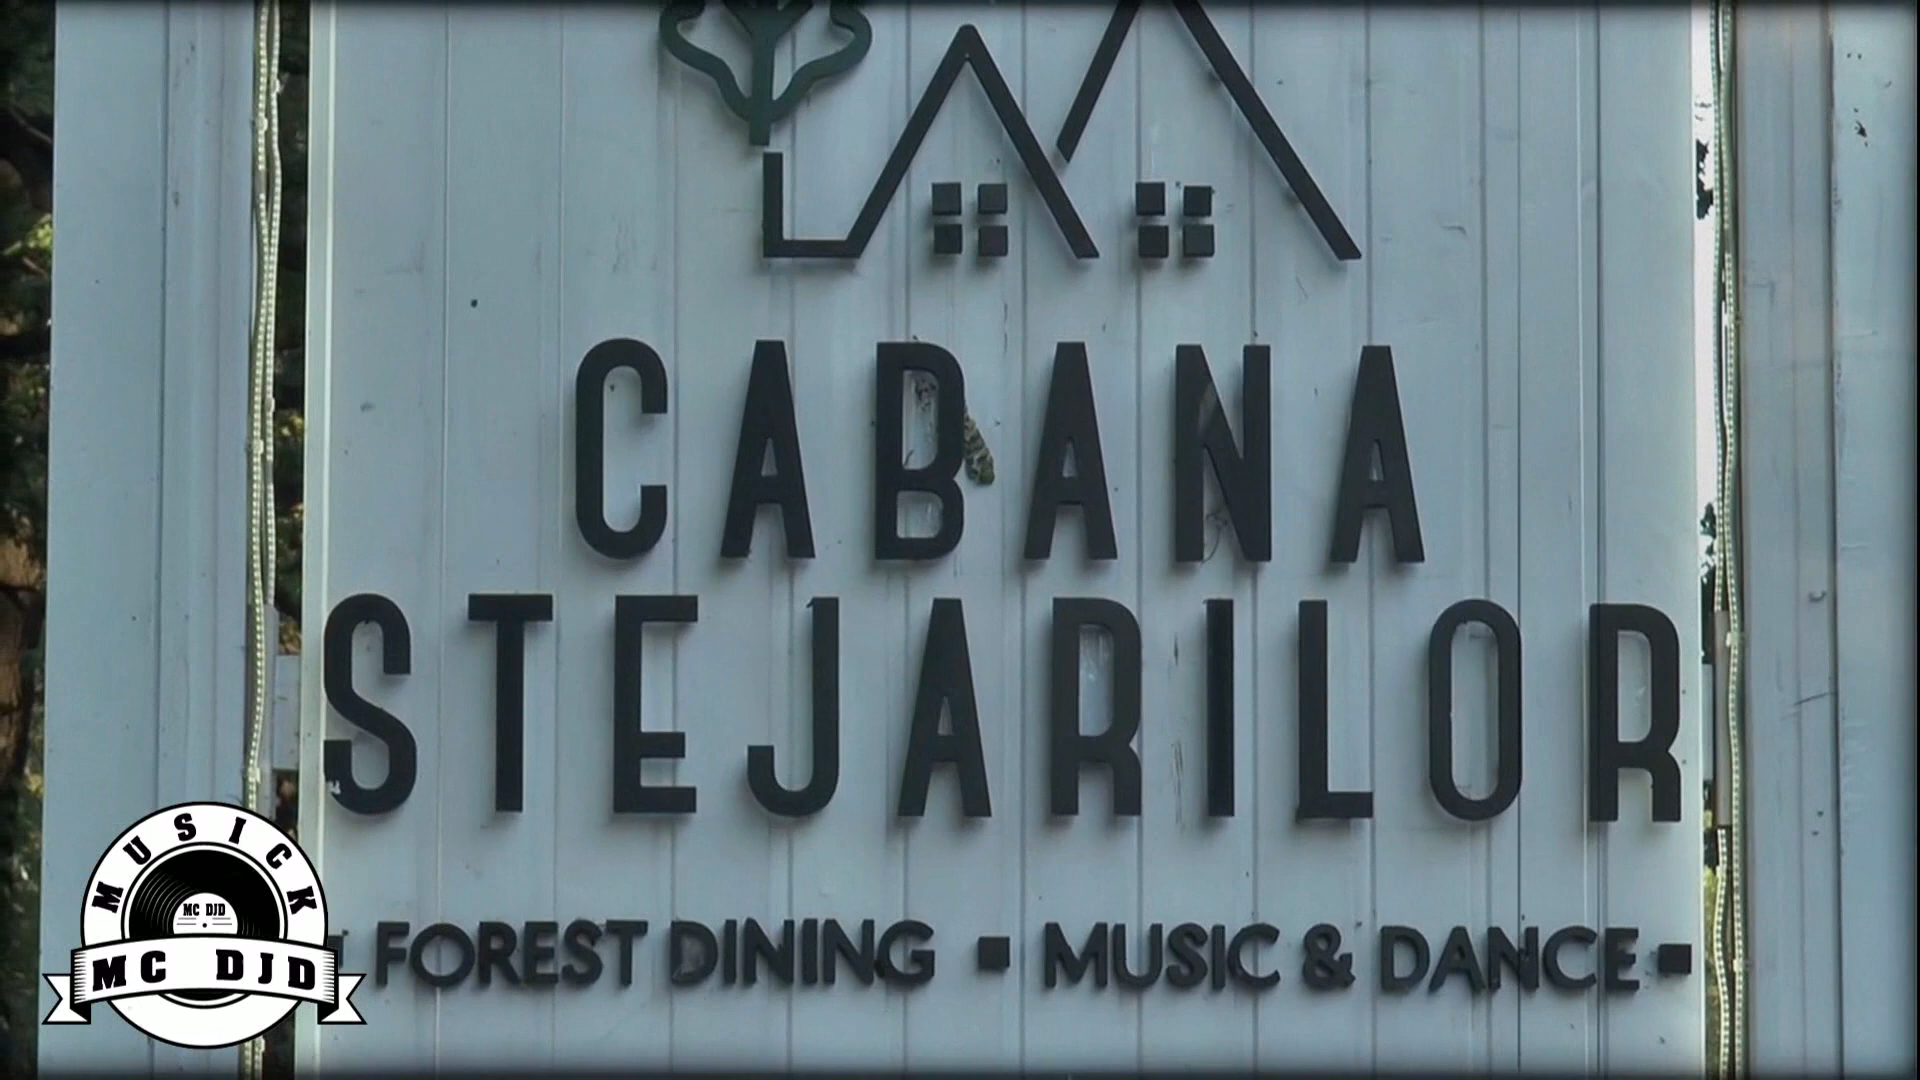 CABANA
STEJARILOR
FOREST DINING ▪ MUSIC & DANCE ▪
MUSICK
MC DJD
MC DJD